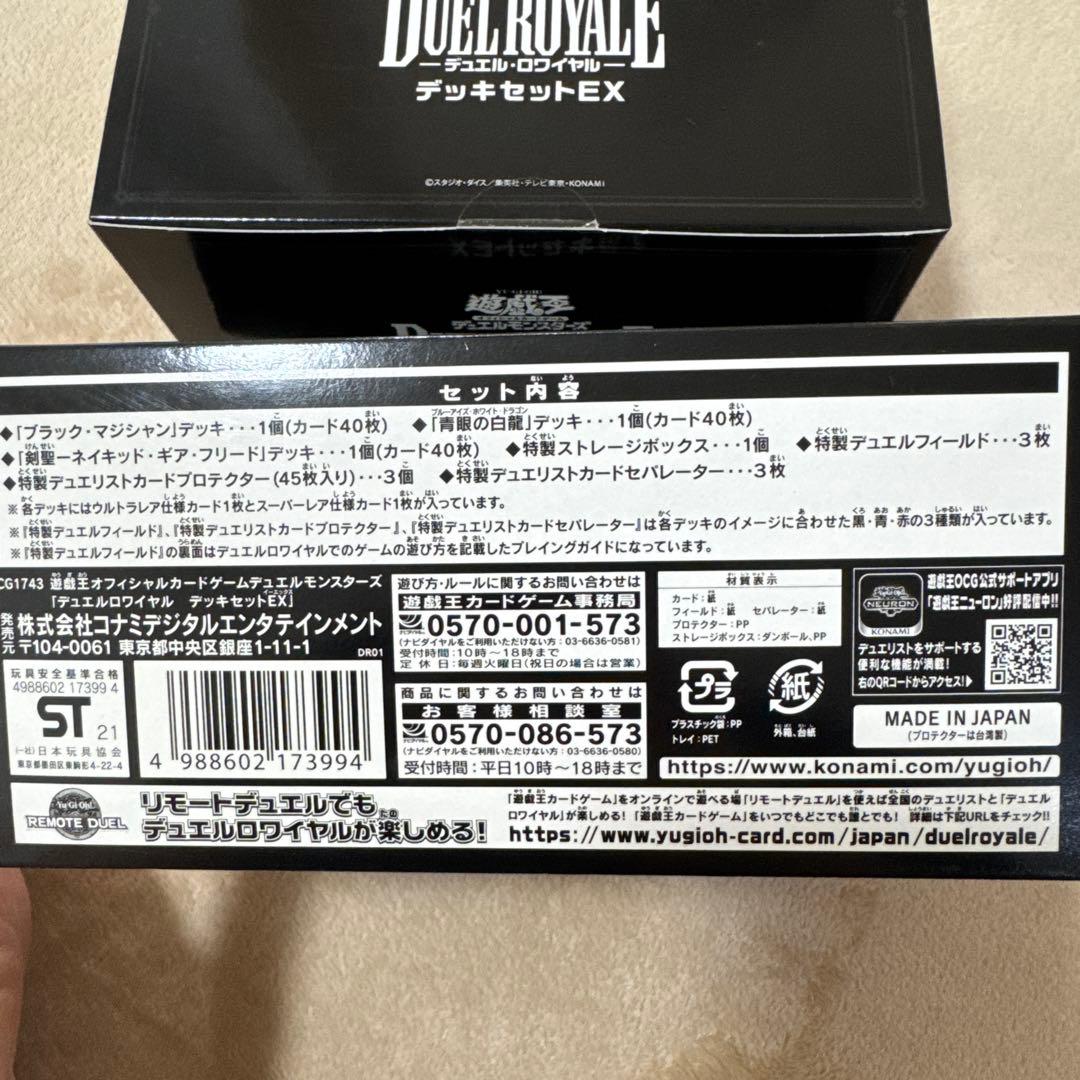 DUEL ROYALE
デュエル・ロワイヤル
デッキセットEX
©スタジオ・ダイス/集英社・テレビ東京・KONAMI
遊戯王
デュエルモンスターズ
セット内容
◆「ブラック・マジシャン」デッキ・・・1個(カード40枚) ◆「青眼の白龍」デッキ・・・1個(カード40枚)
◆「剣聖ーネイキッド・ギア・フリード」デッキ・・・1個(カード40枚) ◆特製ストレージボックス・・・1個 ◆特製デュエルフィールド・・・3枚
◆特製デュエリストカードプロテクター(45枚入り)・・・3個 ◆特製デュエリストカードセパレーター・・・3枚
※各デッキにはウルトラレア仕様カード1枚とスーパーレア仕様カード1枚が入っています。
※『特製デュエルフィールド』、『特製デュエリストカードプロテクター』、『特製デュエリストカードセパレーター』は各デッキのイメージに合わせた黒・青・赤の3種類が入っています。
※『特製デュエルフィールド』の裏面はデュエルロワイヤルでのゲームの遊び方を記載したプレイングガイドになっています。
CG1743 遊戯王オフィシャルカードゲームデュエルモンスターズ
「デュエルロワイヤル デッキセットEX」
発売元 株式会社コナミデジタルエンタテインメント
〒104-0061 東京都中央区銀座1-11-1
DR01
玩具安全基準合格
4988602 17399 4
ST 21
(一社)日本玩具協会
東京都墨田区東駒形4-22-4
4 988602 173994
遊び方・ルールに関するお問い合わせは
遊戯王カードゲーム事務局
0570-001-573
(ナビダイヤルをご利用いただけない方：03-6636-0581)
受付時間：10時〜18時まで
定休日：毎週火曜日(祝日の場合は営業)
商品に関するお問い合わせは
お客様相談室
0570-086-573
(ナビダイヤルをご利用いただけない方：03-6636-0580)
受付時間：平日10時〜18時まで
材質表示
カード：紙
フィールド：紙 セパレーター：紙
プロテクター：PP
ストレージボックス：ダンボール、PP
プラ
プラスチック袋：PP
トレイ：PET
紙
外箱、台紙
NEURON
KONAMI
遊戯王OCG公式サポートアプリ
「遊戯王ニューロン」好評配信中!!
デュエリストをサポートする
便利な機能が満載!
右のQRコードからアクセス!▶
MADE IN JAPAN
(プロテクターは台湾製)
https://www.konami.com/yugioh/
Yu-Gi-Oh!
REMOTE DUEL
リモートデュエルでも
デュエルロワイヤルが楽しめる!
「遊戯王カードゲーム」をオンラインで遊べる場「リモートデュエル」を使えば全国のデュエリストと「デュエル
ロワイヤル」が楽しめる!「遊戯王カードゲーム」をいつでもどこでも誰とでも! 詳細は下記URLをチェック!!
https://www.yugioh-card.com/japan/duelroyale/